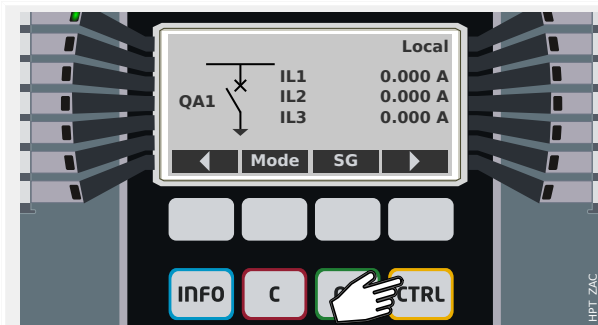 Local
IL1 0.000 A
QA1 IL2 0.000 A
IL3 0.000 A
Mode SG
INFO C CTRL
HPT ZAC